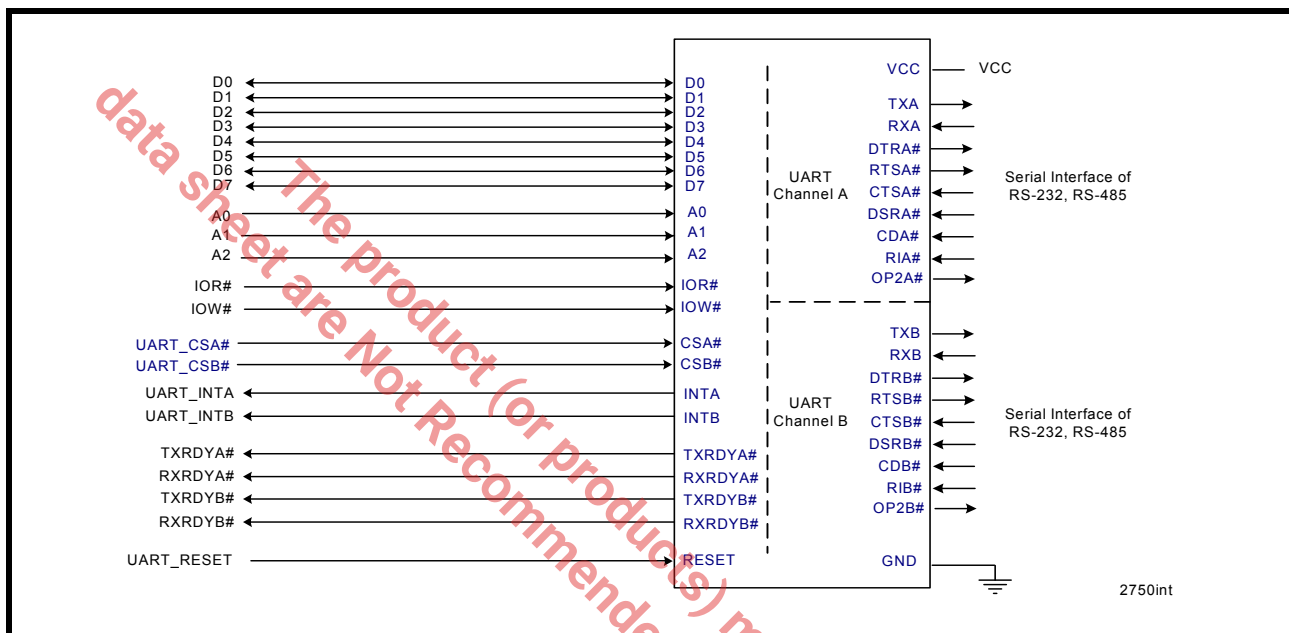 D0
D1
D2
D3
D4
D5
D6
D7
A0
A1
A2
IOR#
IOW#
UART_CSA#
UART_CSB#
UART_INTA
UART_INTB
TXRDYA#
RXRDYA#
TXRDYB#
RXRDYB#
UART_RESET
D0
D1
D2
D3
D4
D5
D6
D7
A0
A1
A2
IOR#
IOW#
CSA#
CSB#
INTA
INTB
TXRDYA#
RXRDYA#
TXRDYB#
RXRDYB#
RESET
UART
Channel A
UART
Channel B
VCC
TXA
RXA
DTRA#
RTSA#
CTSA#
DSRA#
CDA#
RIA#
OP2A#
TXB
RXB
DTRB#
RTSB#
CTSB#
DSRB#
CDB#
RIB#
OP2B#
GND
VCC
Serial Interface of
RS-232, RS-485
Serial Interface of
RS-232, RS-485
2750int
The product (or products)
data sheet are Not